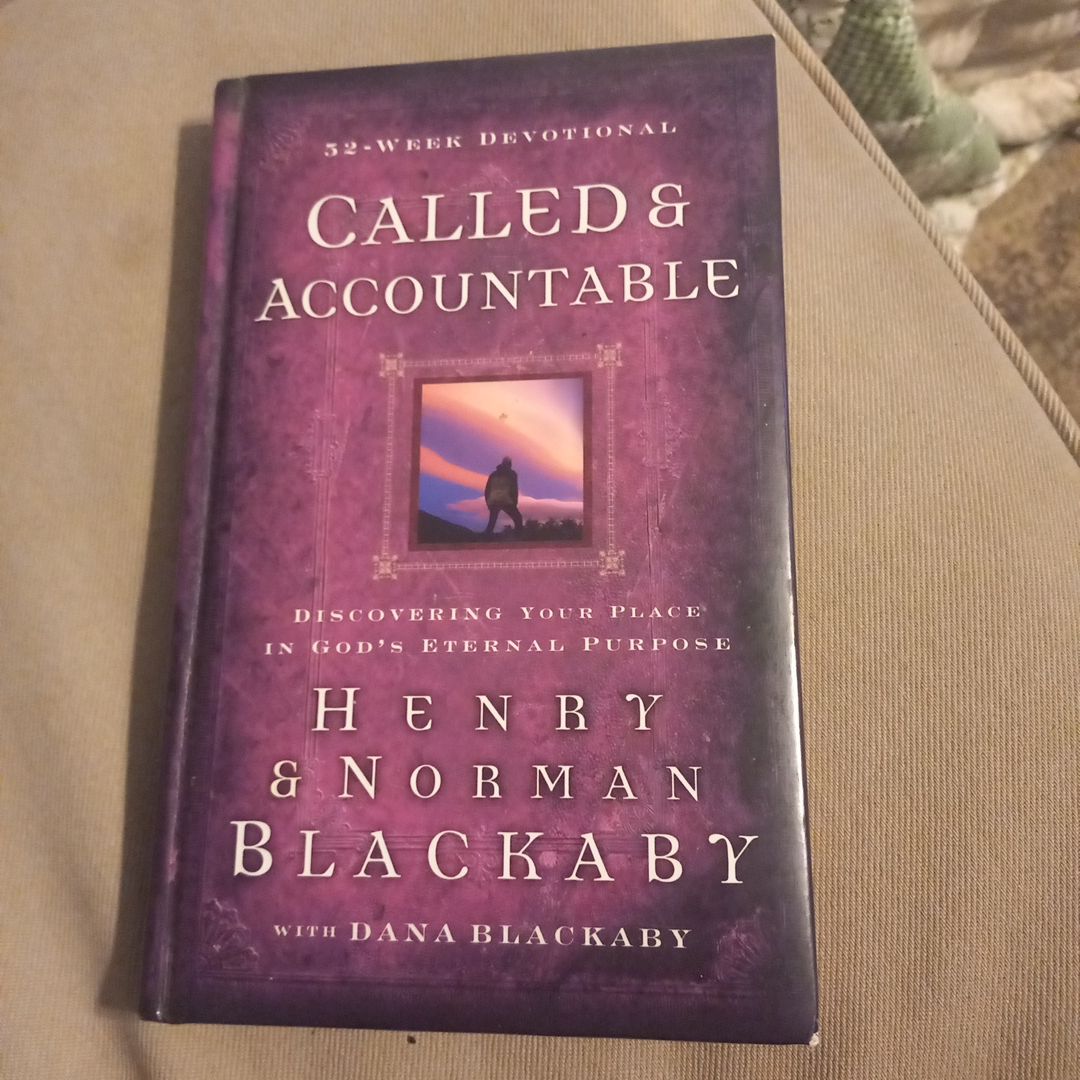 52-Week Devotional
Called &
Accountable
Discovering Your Place
in God's Eternal Purpose
Henry
& Norman
Blackaby
with Dana Blackaby